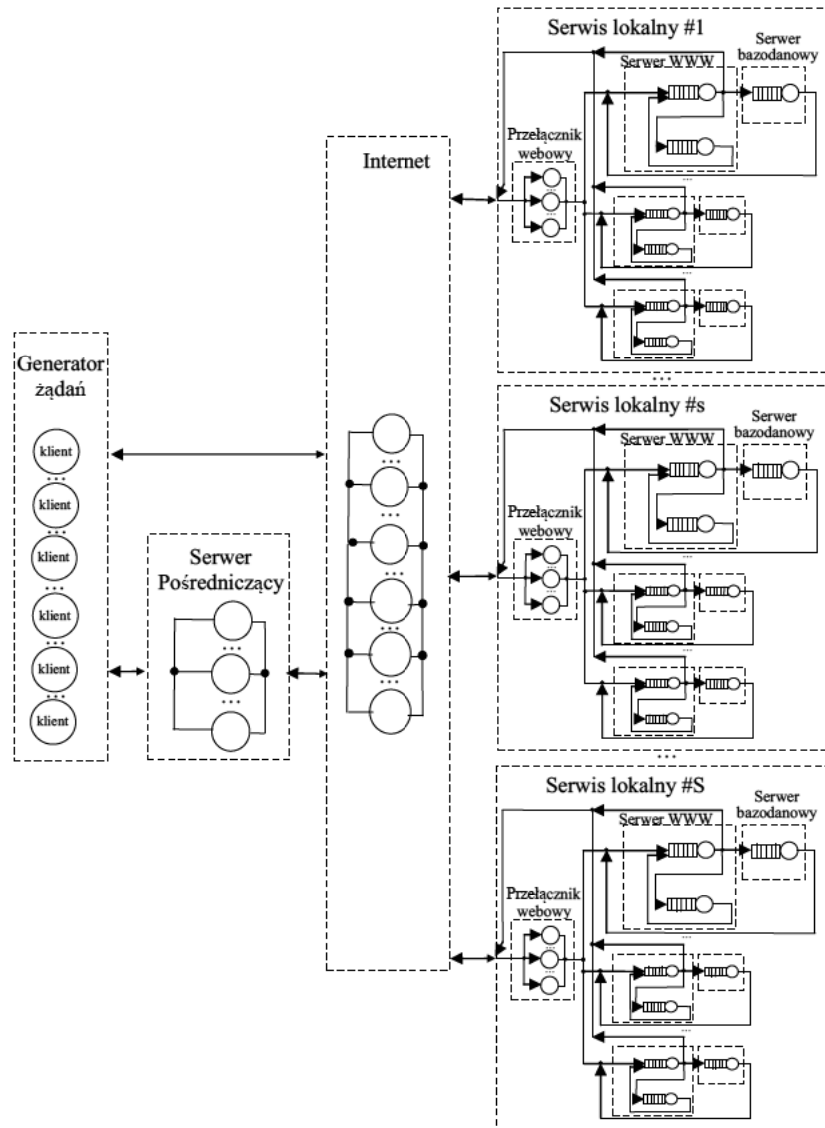 Serwis lokalny #1
Serwer
bazodanowy
Serwer WWW
Przełącznik
webowy
...
...
...
...
Internet
Generator
żądań
klient
...
klient
...
klient
...
klient
...
klient
...
klient
Serwer
Pośredniczący
...
...
...
...
...
...
...
...
Serwis lokalny #s
Serwer
bazodanowy
Serwer WWW
Przełącznik
webowy
...
...
...
...
...
Serwis lokalny #S
Serwer
bazodanowy
Serwer WWW
Przełącznik
webowy
...
...
...
...